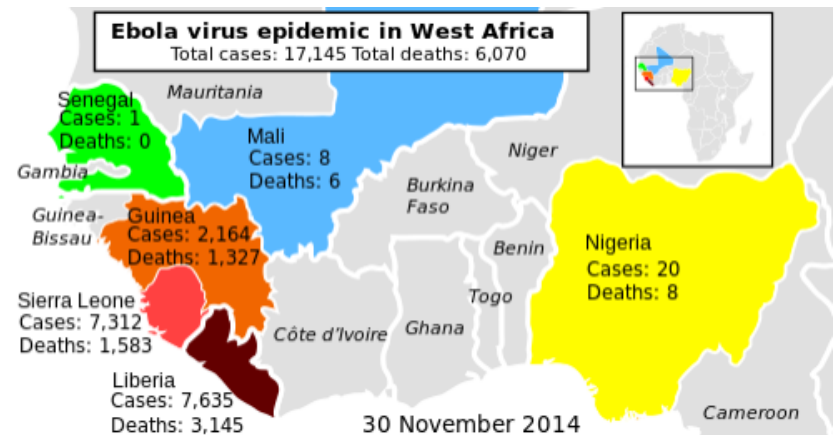 Ebola virus epidemic in West Africa
Total cases: 17,145 Total deaths: 6,070
Mauritania
Senegal
Cases: 1
Deaths: 0
Mali
Cases: 8
Deaths: 6
Niger
Gambia
Burkina
Faso
Guinea-
Bissau
Guinea
Cases: 2,164
Deaths: 1,327
Benin
Nigeria
Cases: 20
Deaths: 8
Togo
Sierra Leone
Cases: 7,312
Deaths: 1,583
Côte d'Ivoire
Ghana
Liberia
Cases: 7,635
Deaths: 3,145
30 November 2014
Cameroon